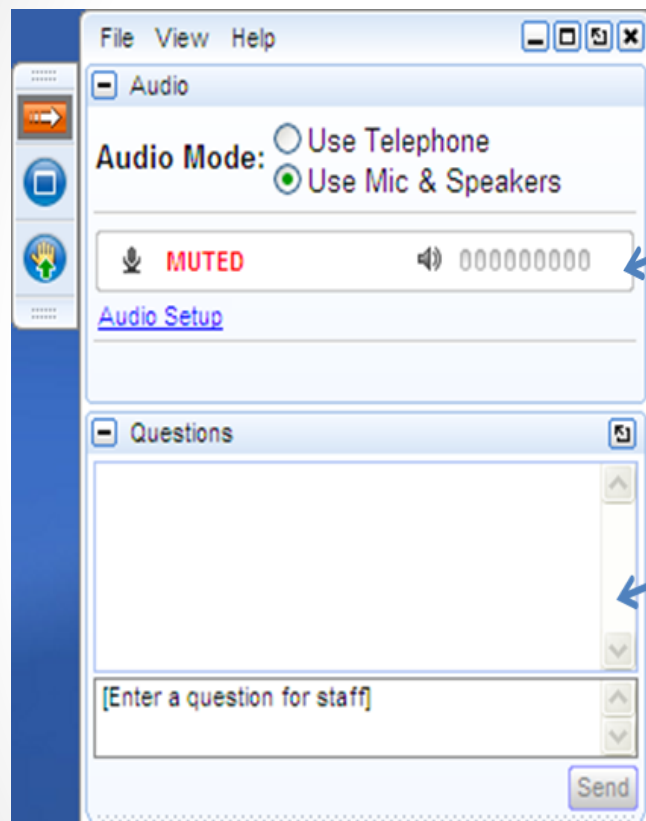 File View Help
Audio
Audio Mode: Use Telephone
Use Mic & Speakers
MUTED 000000000
Audio Setup
Questions
[Enter a question for staff]
Send